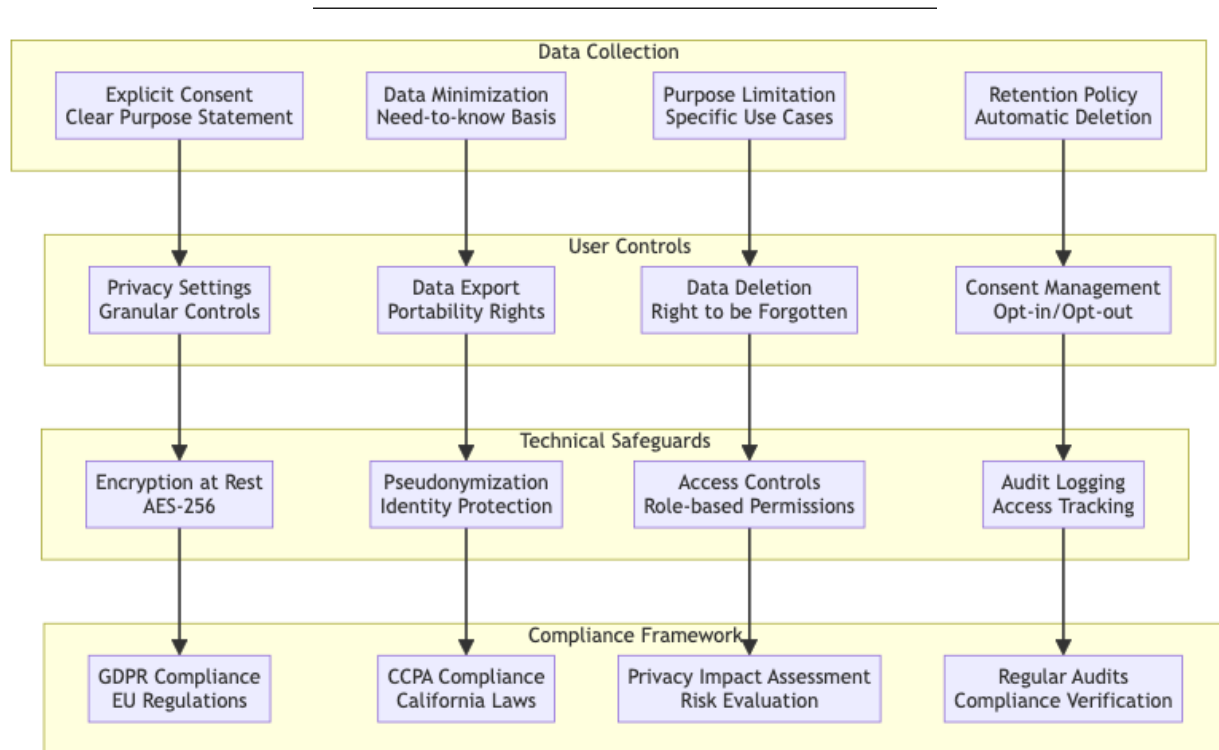 Data Collection
Explicit Consent
Clear Purpose Statement
Data Minimization
Need-to-know Basis
Purpose Limitation
Specific Use Cases
Retention Policy
Automatic Deletion
User Controls
Privacy Settings
Granular Controls
Data Export
Portability Rights
Data Deletion
Right to be Forgotten
Consent Management
Opt-in/Opt-out
Technical Safeguards
Encryption at Rest
AES-256
Pseudonymization
Identity Protection
Access Controls
Role-based Permissions
Audit Logging
Access Tracking
Compliance Framework
GDPR Compliance
EU Regulations
CCPA Compliance
California Laws
Privacy Impact Assessment
Risk Evaluation
Regular Audits
Compliance Verification